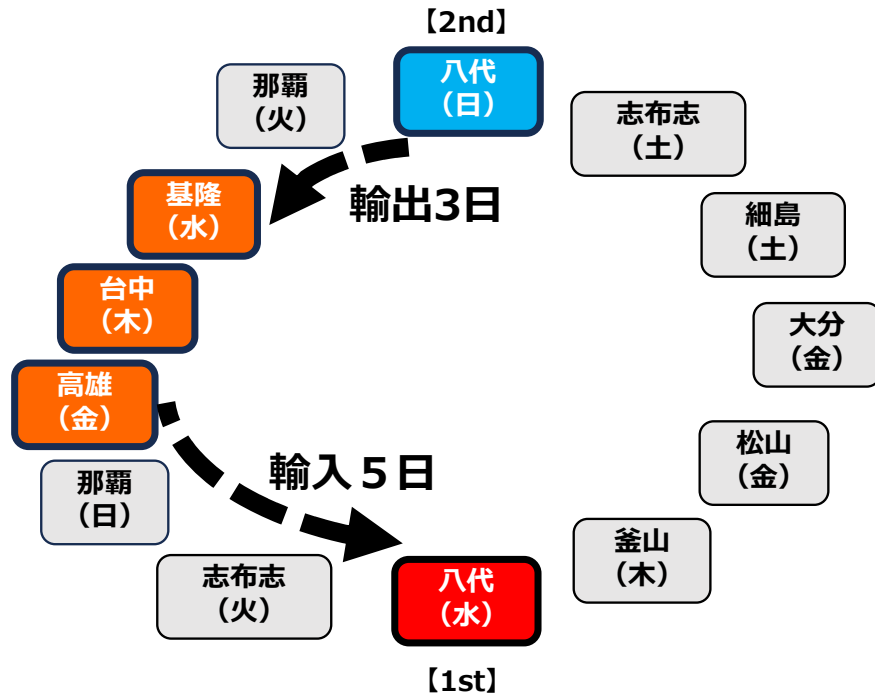 【2nd】
八代
（日）
那覇
（火）
志布志
（土）
基隆
（水）
輸出3日
細島
（土）
台中
（木）
大分
（金）
高雄
（金）
松山
（金）
輸入５日
那覇
（日）
釜山
（木）
志布志
（火）
八代
（水）
【1st】